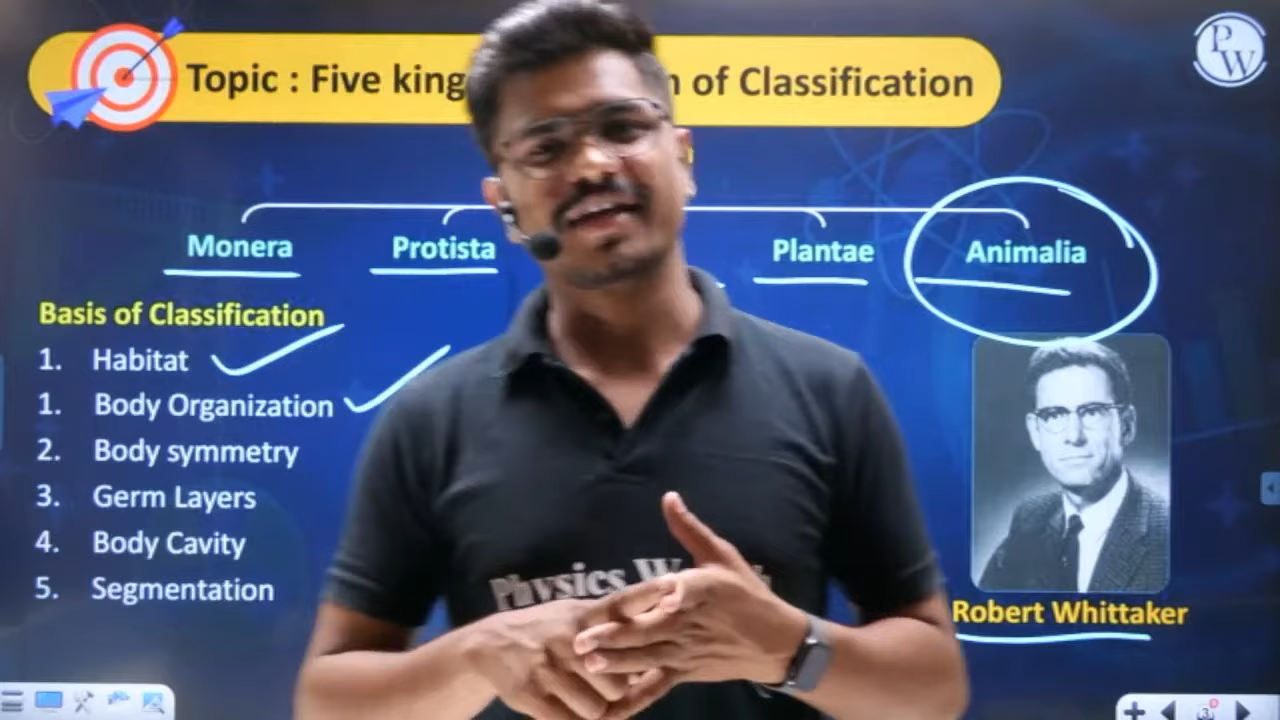 Topic : Five king of Classification
PW
Monera Protista Plantae Animalia
Basis of Classification
1. Habitat
1. Body Organization
2. Body symmetry
3. Germ Layers
4. Body Cavity
5. Segmentation
Physics W
Robert Whittaker
3